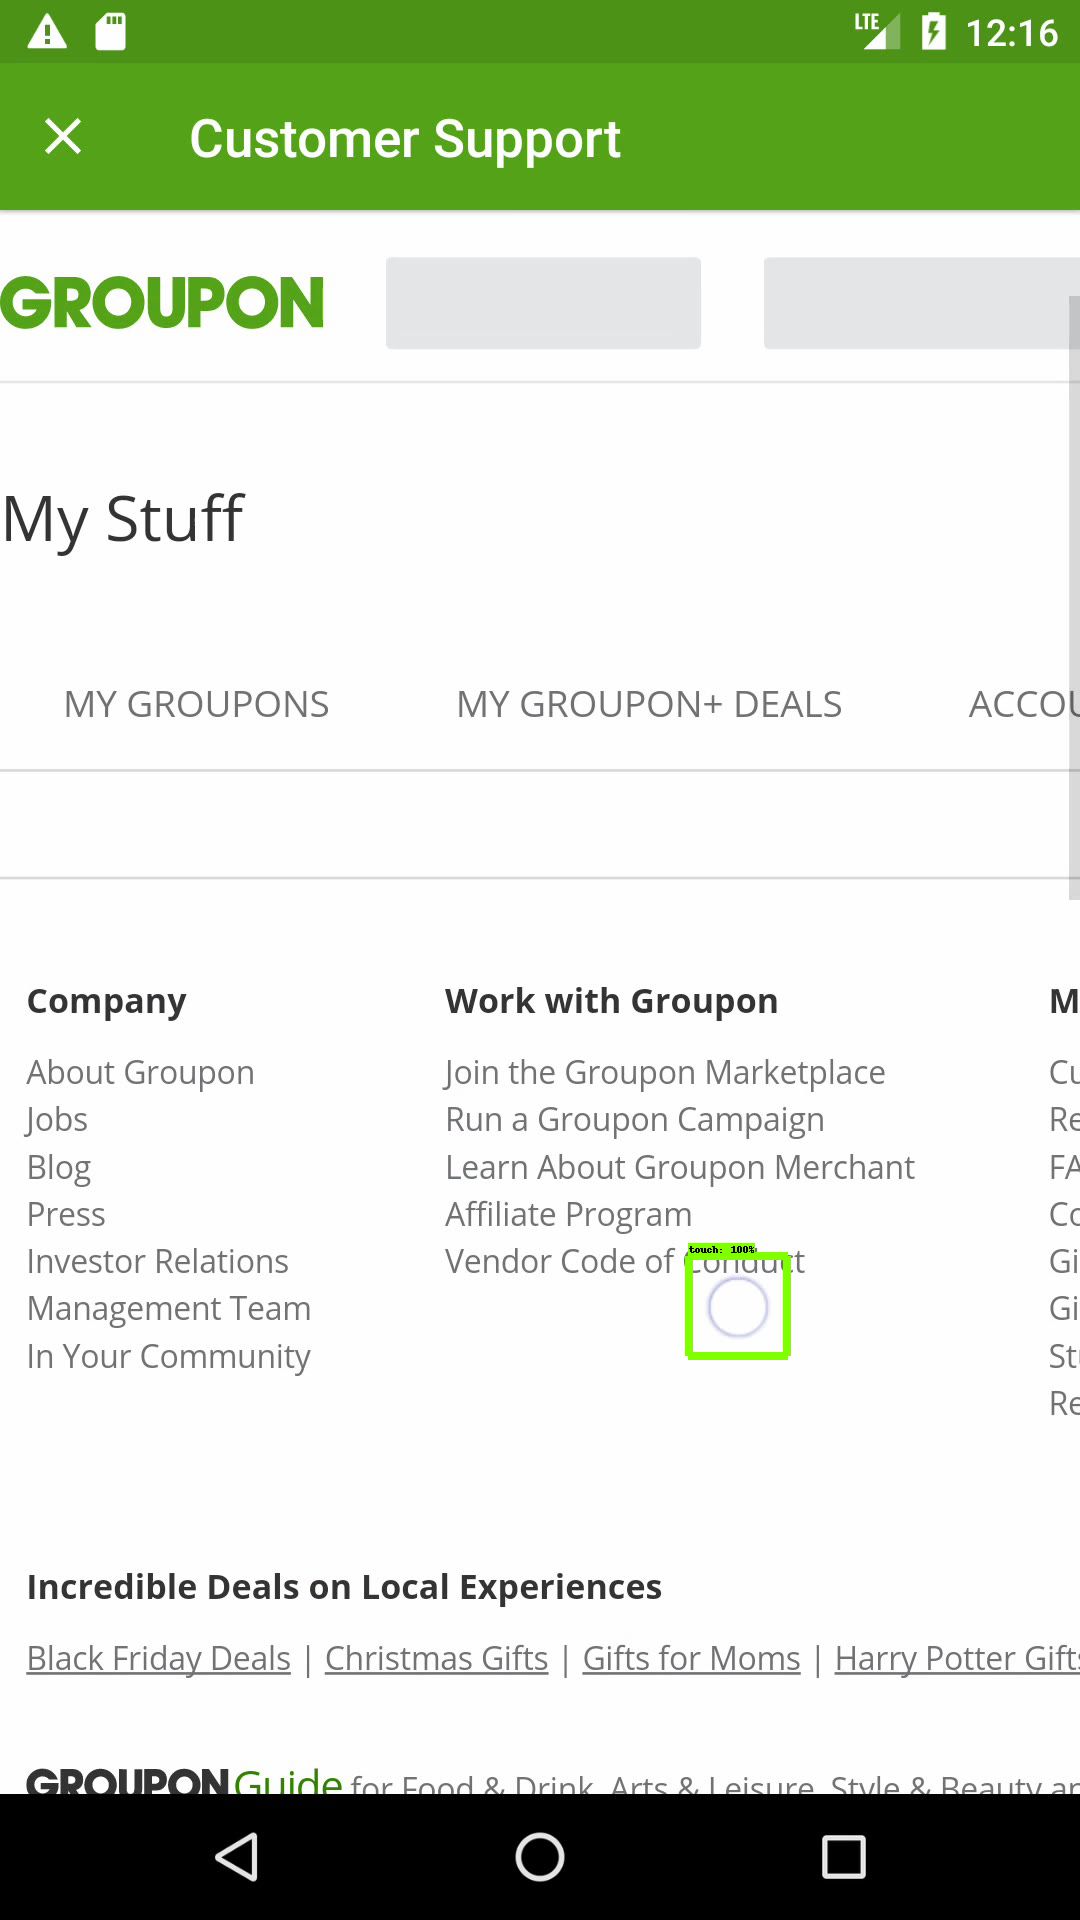 LTE 12:16
Customer Support
GROUPON
My Stuff
MY GROUPONS MY GROUPON+ DEALS ACCOU
Company
About Groupon
Jobs
Blog
Press
Investor Relations
Management Team
In Your Community
Work with Groupon
Join the Groupon Marketplace
Run a Groupon Campaign
Learn About Groupon Merchant
Affiliate Program
Vendor Code of Conduct
touch: 100%
M
Cu
Re
FA
Co
Gi
Gi
St
Re
Incredible Deals on Local Experiences
Black Friday Deals | Christmas Gifts | Gifts for Moms | Harry Potter Gifts
GROUPON Guide for Food & Drink, Arts & Leisure, Style & Beauty an